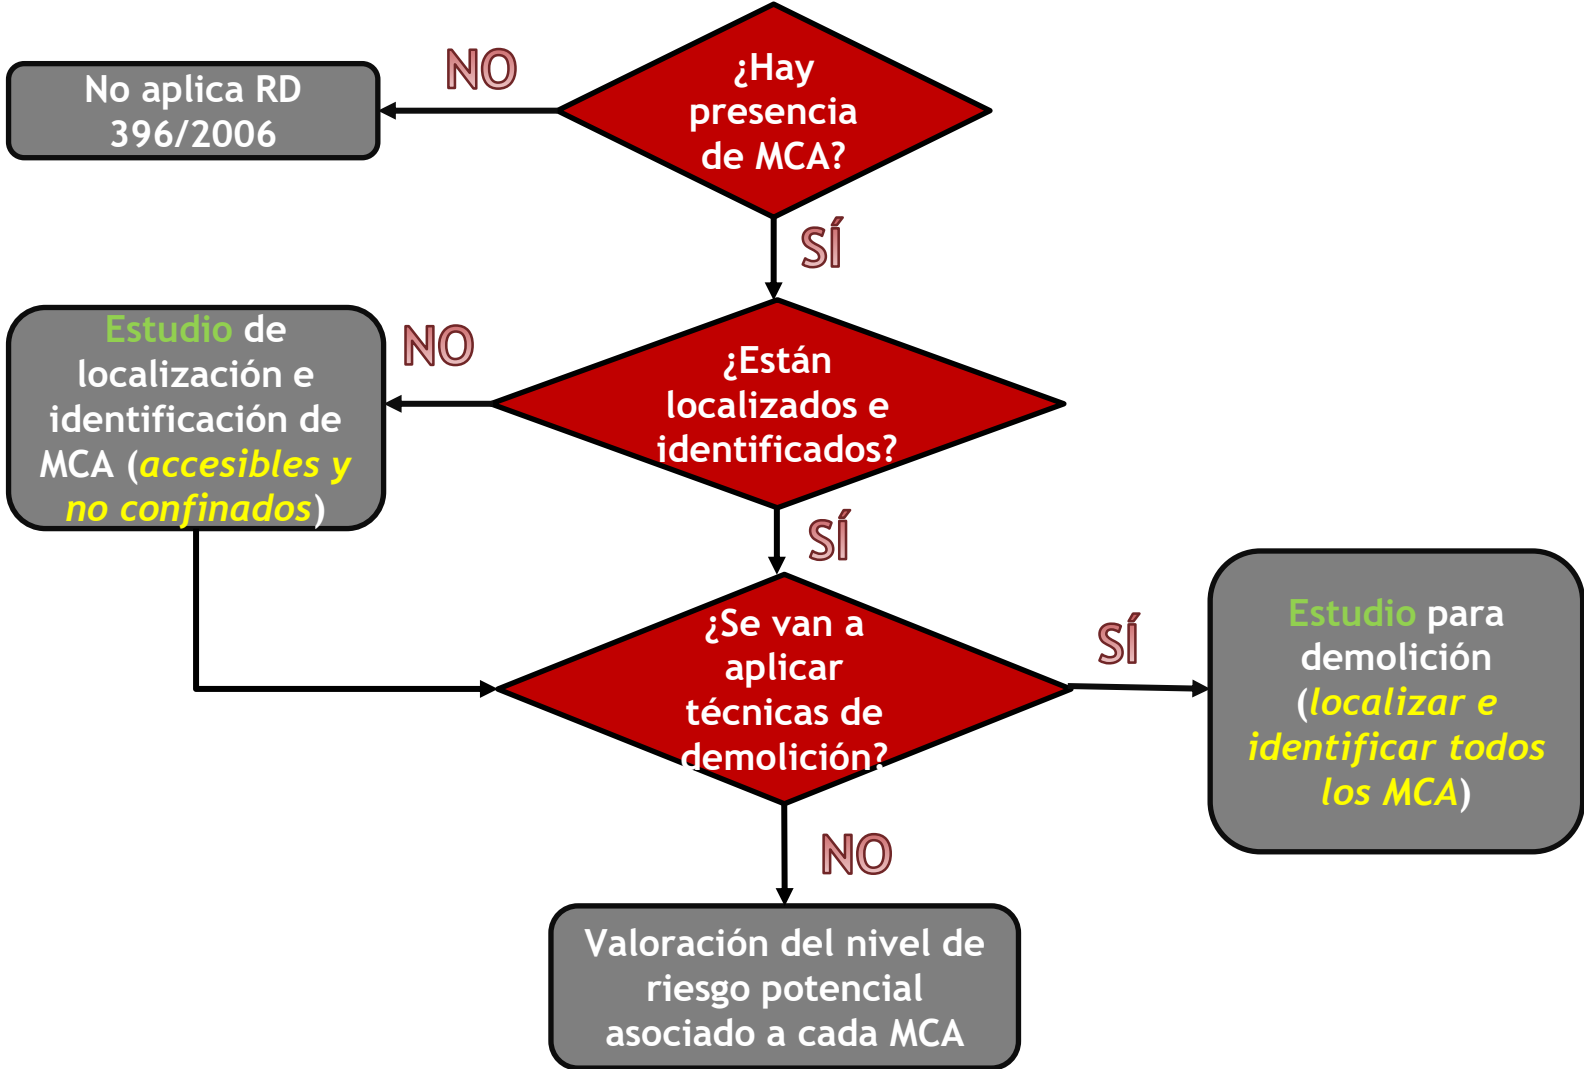 ¿Hay
presencia
de MCA?
NO
No aplica RD
396/2006
SÍ
¿Están
localizados e
identificados?
NO
Estudio de
localización e
identificación de
MCA (accesibles y
no confinados)
SÍ
¿Se van a
aplicar
técnicas de
demolición?
SÍ
Estudio para
demolición
(localizar e
identificar todos
los MCA)
NO
Valoración del nivel de
riesgo potencial
asociado a cada MCA